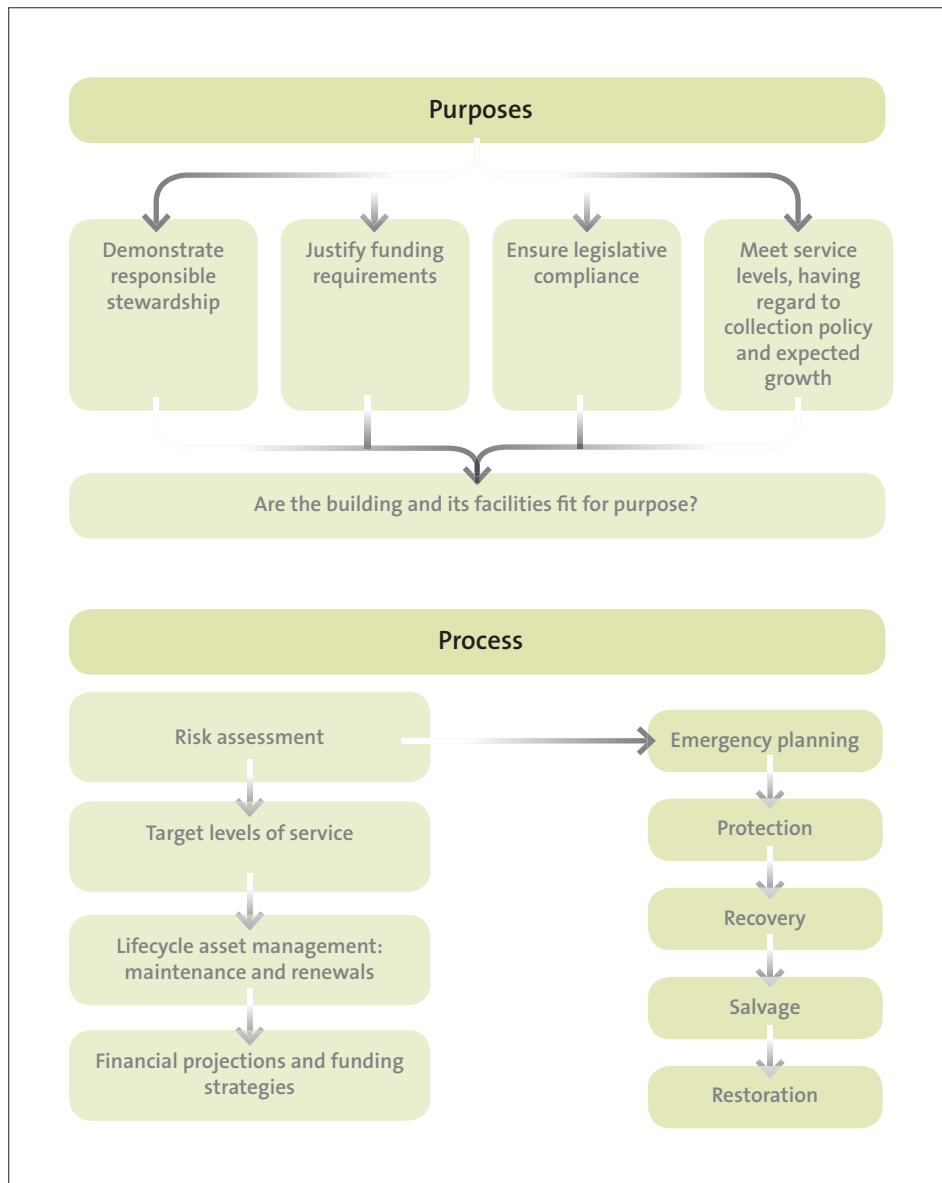 Purposes
Demonstrate
responsible
stewardship
Justify funding
requirements
Ensure legislative
compliance
Meet service
levels, having
regard to
collection policy
and expected
growth
Are the building and its facilities fit for purpose?
Process
Risk assessment
Target levels of service
Lifecycle asset management:
maintenance and renewals
Financial projections and funding
strategies
Emergency planning
Protection
Recovery
Salvage
Restoration